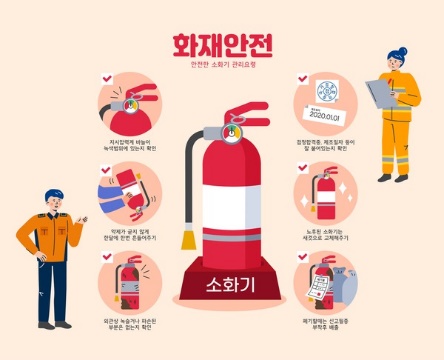 화재안전
안전한 소화기 관리요령
지시압력계 바늘이
녹색범위에 있는지 확인
약제가 굳지 않게
한달에 한번 흔들어주기
외관상 녹슬거나 파손된
부분은 없는지 확인
소화기
2020.01.01
검정합격증, 제조일자 등이
잘 붙어있는지 확인
노후된 소화기는
새것으로 교체해주기
폐기할때는 신고필증
부착후 배출